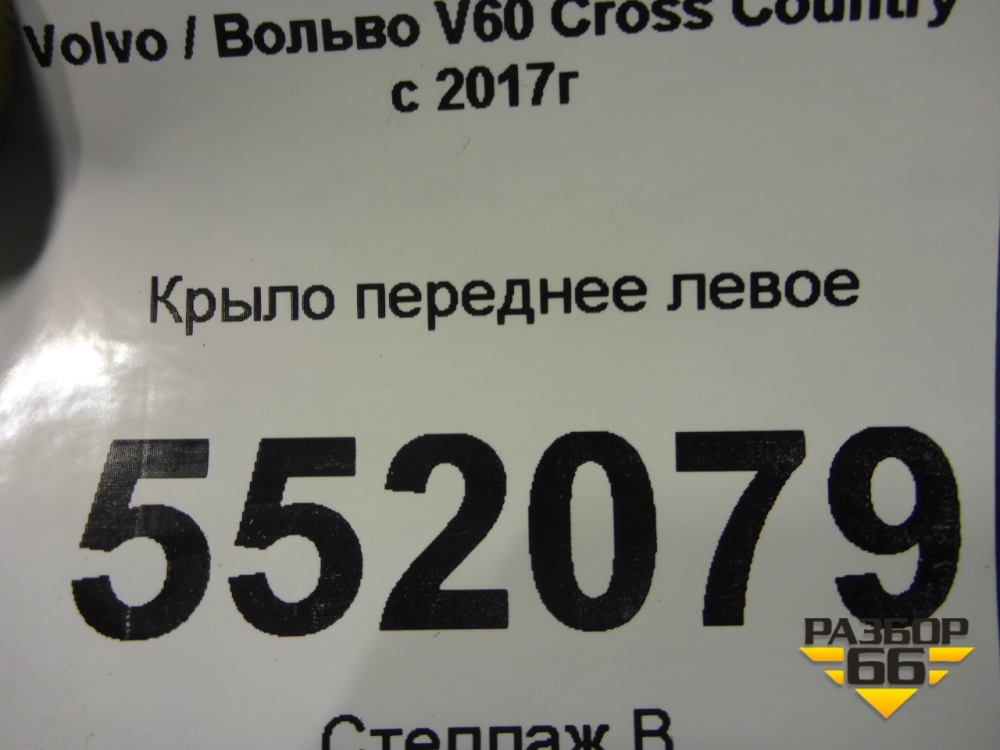 Volvo / Вольво V60 Cross Country
с 2017г
Крыло переднее левое
552079
РАЗБОР
66
Стеллаж В